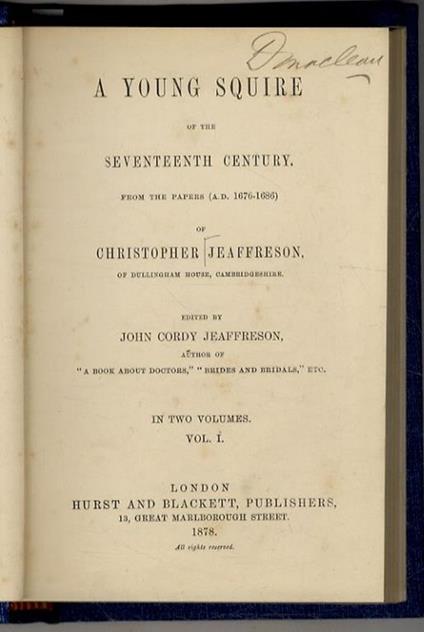 Dmaclean
A YOUNG SQUIRE
OF THE
SEVENTEENTH CENTURY.
FROM THE PAPERS (A.D. 1676-1686)
OF
CHRISTOPHER JEAFFRESON,
OF DULLINGHAM HOUSE, CAMBRIDGESHIRE.
EDITED BY
JOHN CORDY JEAFFRESON,
AUTHOR OF
"A BOOK ABOUT DOCTORS," "BRIDES AND BRIDALS," ETC.
IN TWO VOLUMES.
VOL. I.
LONDON
HURST AND BLACKETT, PUBLISHERS,
13, GREAT MARLBOROUGH STREET.
1878.
All rights reserved.